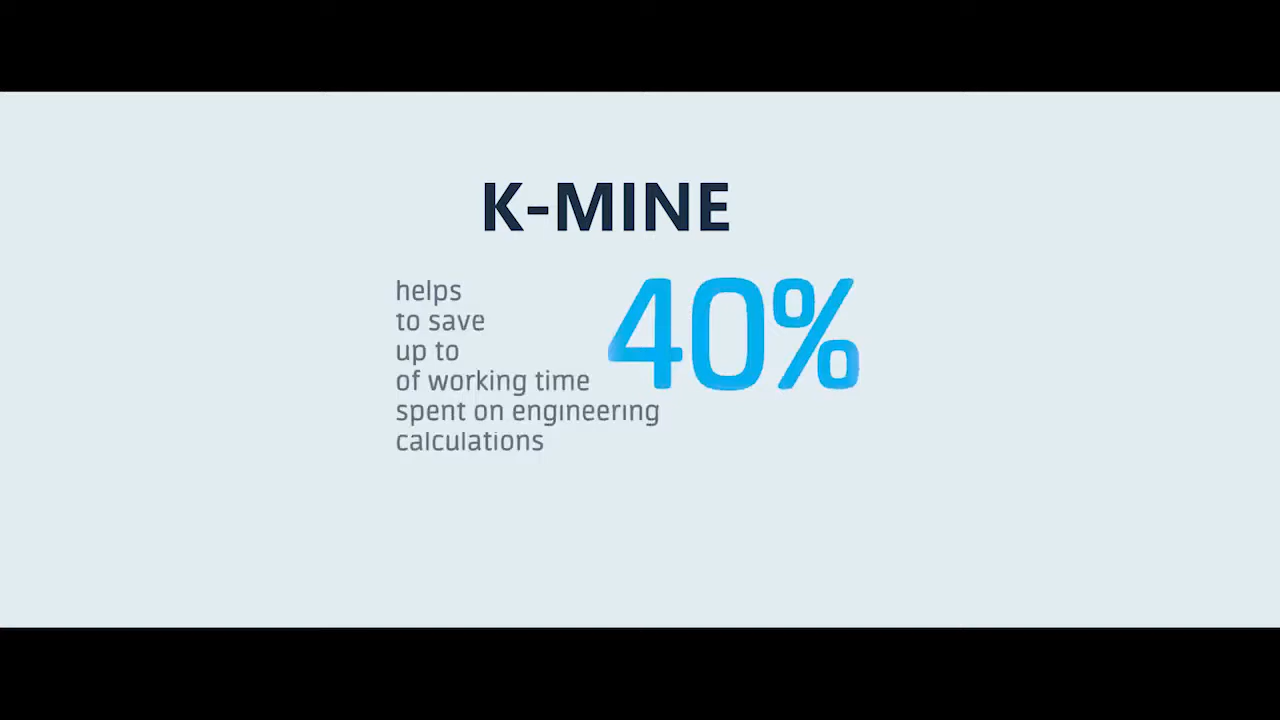 K-MINE
helps
to save
up to
40%
of working time
spent on engineering
calculations